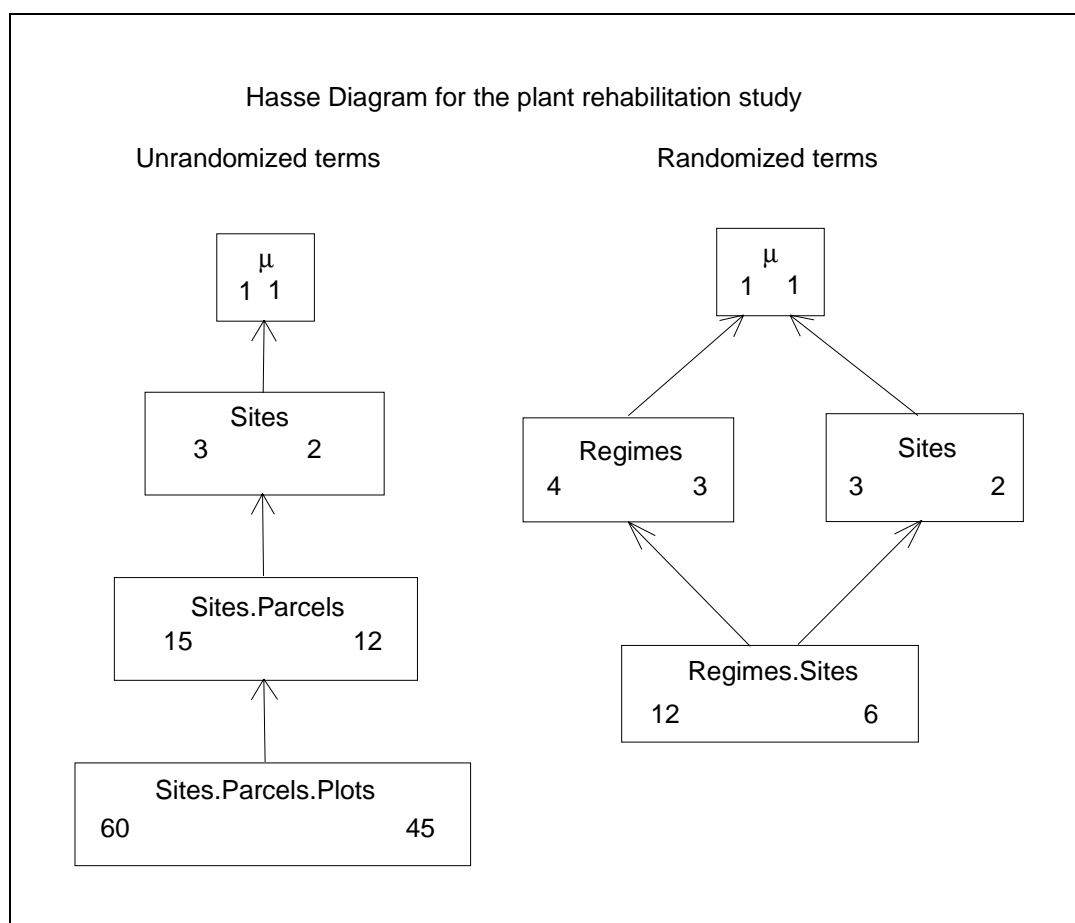 Hasse Diagram for the plant rehabilitation study
Unrandomized terms
μ
1 1
Sites
3 2
Sites.Parcels
15 12
Sites.Parcels.Plots
60 45
Randomized terms
μ
1 1
Regimes
4 3
Sites
3 2
Regimes.Sites
12 6